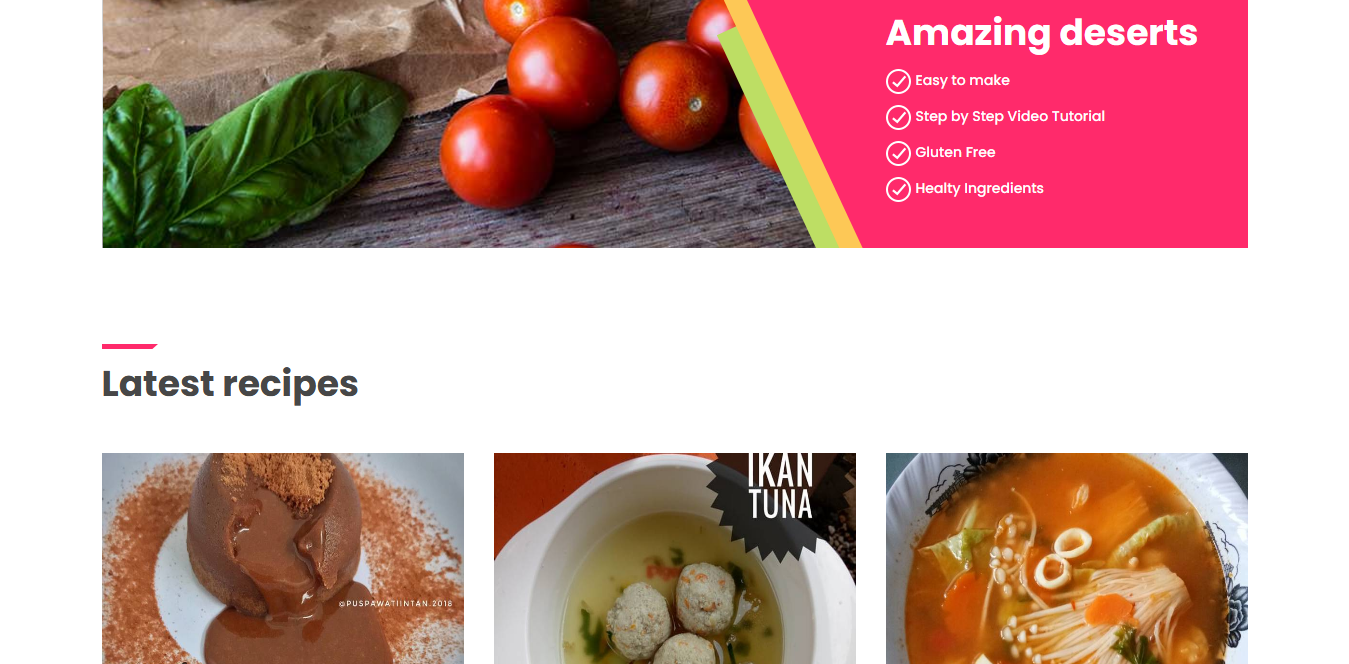 Amazing deserts
Easy to make
Step by Step Video Tutorial
Gluten Free
Healty Ingredients
Latest recipes
IKAN
TUNA
@PUSPAWATIINTAN.2018